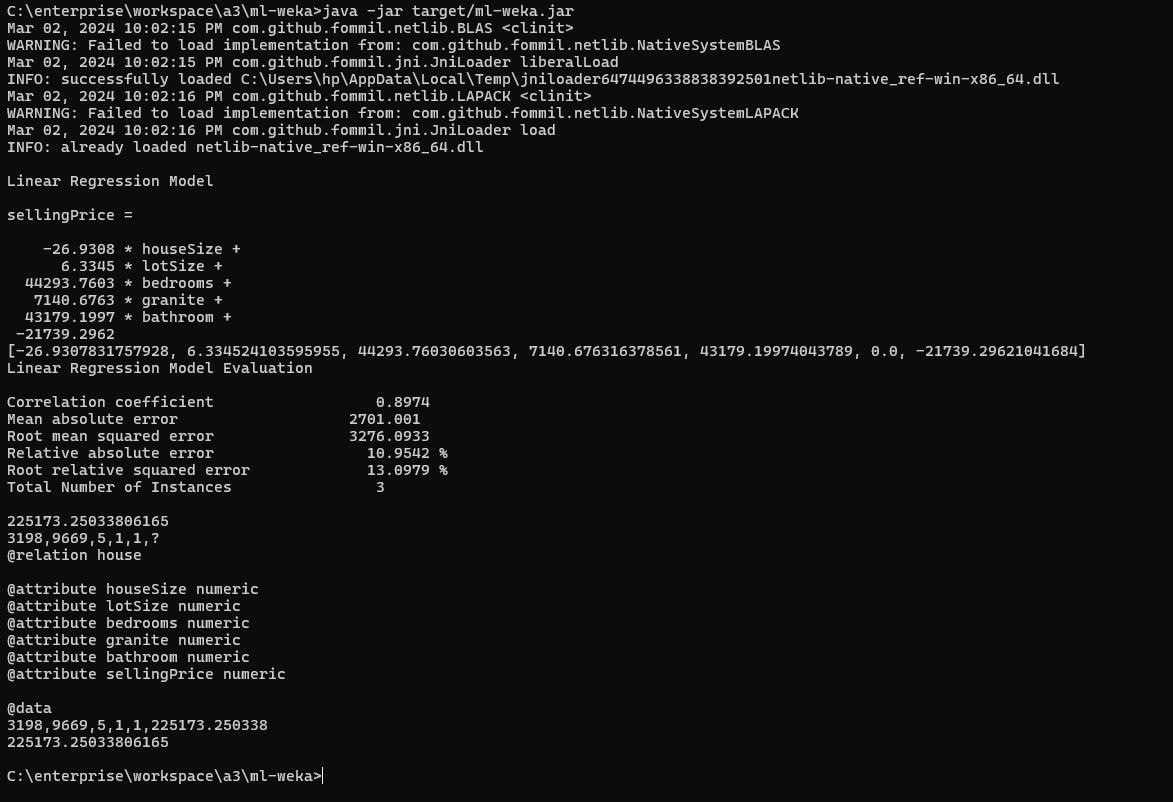 C:\enterprise\workspace\a3\ml-weka>java -jar target/ml-weka.jar
Mar 02, 2024 10:02:15 PM com.github.fommil.netlib.BLAS <clinit>
WARNING: Failed to load implementation from: com.github.fommil.netlib.NativeSystemBLAS
Mar 02, 2024 10:02:15 PM com.github.fommil.jni.JniLoader liberalLoad
INFO: successfully loaded C:\Users\hp\AppData\Local\Temp\jniloader6474496338838392501netlib-native_ref-win-x86_64.dll
Mar 02, 2024 10:02:16 PM com.github.fommil.netlib.LAPACK <clinit>
WARNING: Failed to load implementation from: com.github.fommil.netlib.NativeSystemLAPACK
Mar 02, 2024 10:02:16 PM com.github.fommil.jni.JniLoader load
INFO: already loaded netlib-native_ref-win-x86_64.dll

Linear Regression Model

sellingPrice =

    -26.9308 * houseSize +
      6.3345 * lotSize +
  44293.7603 * bedrooms +
   7140.6763 * granite +
  43179.1997 * bathroom +
 -21739.2962
[-26.9307831757928, 6.334524103595955, 44293.76030603563, 7140.676316378561, 43179.19974043789, 0.0, -21739.29621041684]
Linear Regression Model Evaluation

Correlation coefficient                  0.8974
Mean absolute error                   2701.001
Root mean squared error               3276.0933
Relative absolute error                 10.9542 %
Root relative squared error             13.0979 %
Total Number of Instances                3

225173.25033806165
3198,9669,5,1,1,?
@relation house

@attribute houseSize numeric
@attribute lotSize numeric
@attribute bedrooms numeric
@attribute granite numeric
@attribute bathroom numeric
@attribute sellingPrice numeric

@data
3198,9669,5,1,1,225173.250338
225173.25033806165

C:\enterprise\workspace\a3\ml-weka>